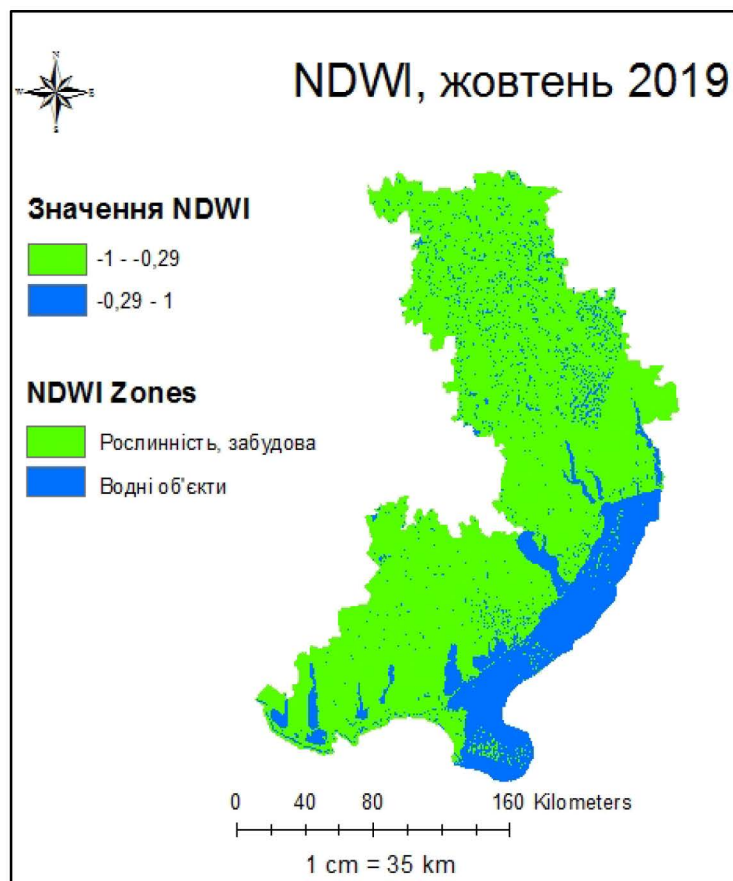 NDWI, жовтень 2019
N
W E
S
Значення NDWI
-1 - -0,29
-0,29 - 1
NDWI Zones
Рослинність, забудова
Водні об'єкти
0 40 80 160 Kilometers
1 cm = 35 km